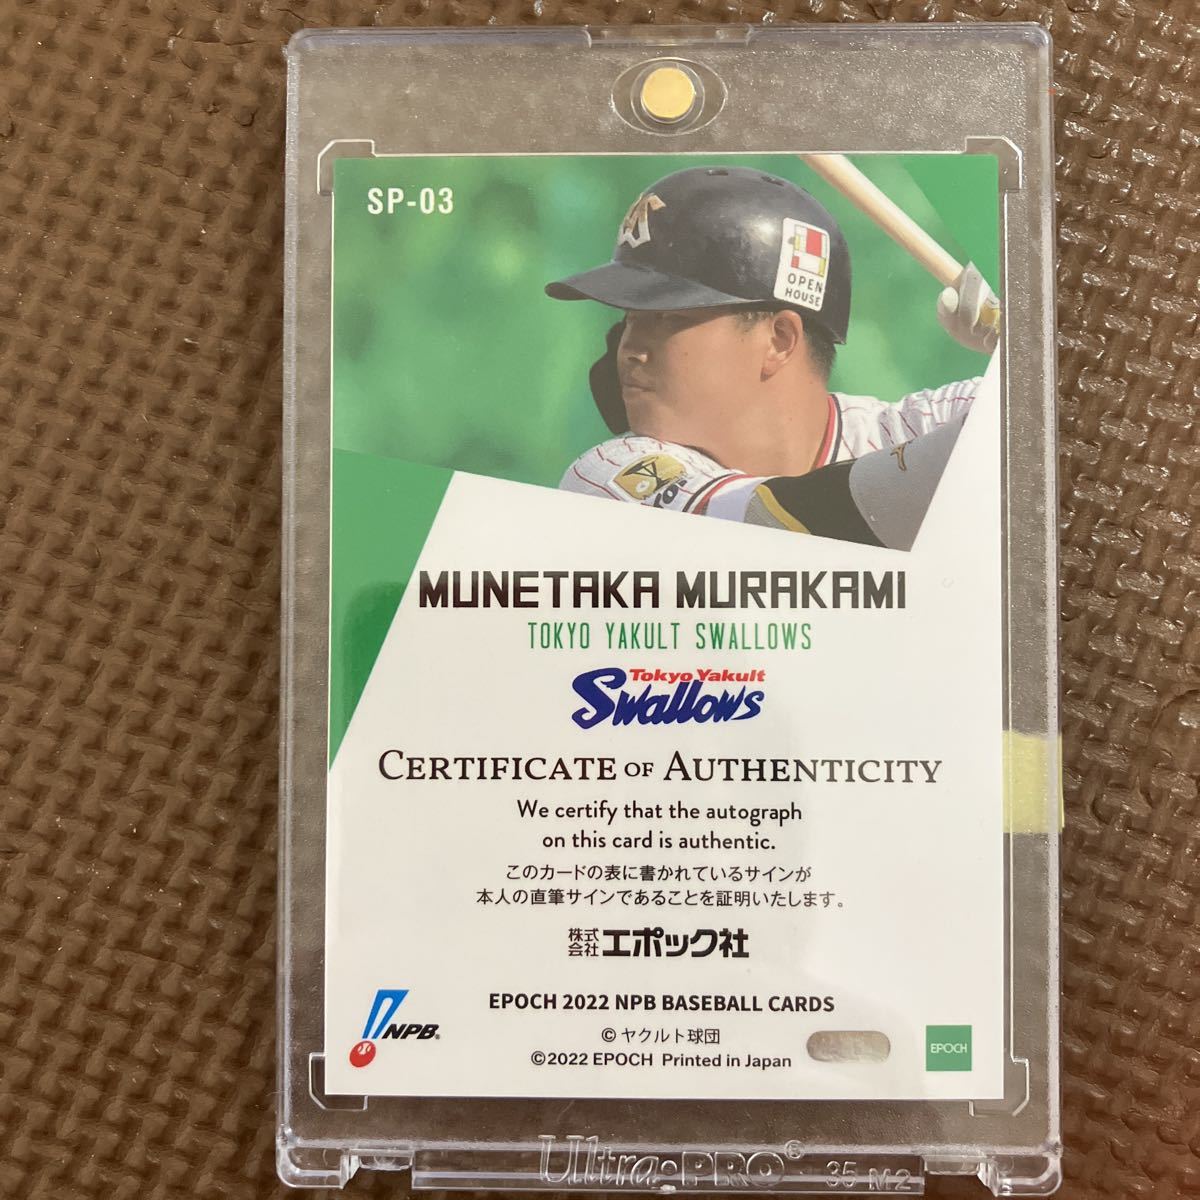 SP-03
OPEN
HOUSE
MUNETAKA MURAKAMI
TOKYO YAKULT SWALLOWS
Tokyo Yakult
Swallows
CERTIFICATE OF AUTHENTICITY
We certify that the autograph
on this card is authentic.
このカードの表に書かれているサインが
本人の直筆サインであることを証明いたします。
株式会社エポック社
EPOCH 2022 NPB BASEBALL CARDS
NPB®
©ヤクルト球団
©2022 EPOCH Printed in Japan
EPOCH
Ultra•PRO® 35 M2